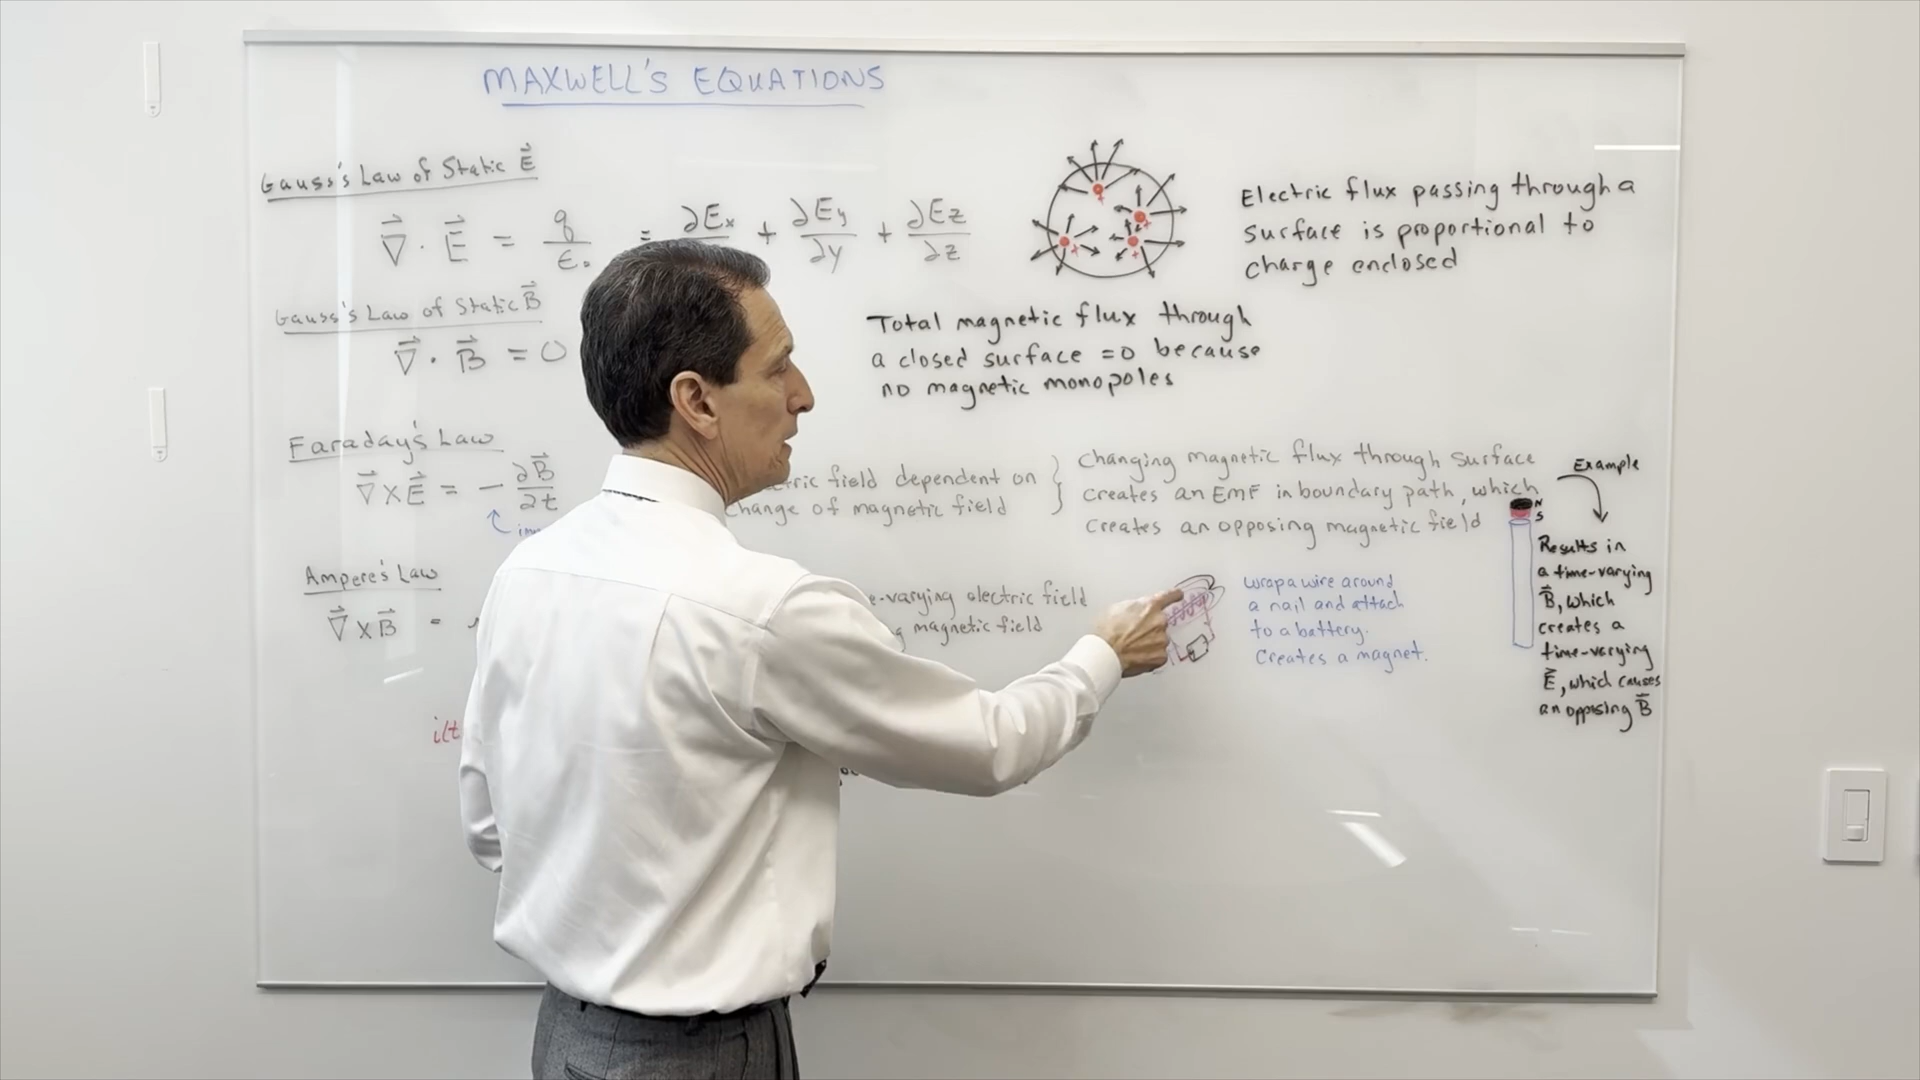 MAXWELL'S EQUATIONS
Gauss's Law of Static E⃗
∇⃗ · E⃗ = q/ε₀ = ∂Ex + ∂Ey/∂y + ∂Ez/∂z
Electric flux passing through a
surface is proportional to
charge enclosed
Gauss's Law of Static B⃗
∇⃗ · B⃗ = 0
Total magnetic flux through
a closed surface =0 because
no magnetic monopoles
Faraday's Law
∇⃗ x E⃗ = - ∂B⃗/∂t
field dependent on
change of magnetic field
Changing magnetic flux through surface
creates an EMF in boundary path, which
creates an opposing magnetic field
Example
N
S
Results in
a time-varying
B⃗, which
creates a
time-varying
E⃗, which causes
an opposing B⃗
Ampere's Law
∇⃗ x B⃗ =
-varying electric field
magnetic field
wrap a wire around
a nail and attach
to a battery.
Creates a magnet.